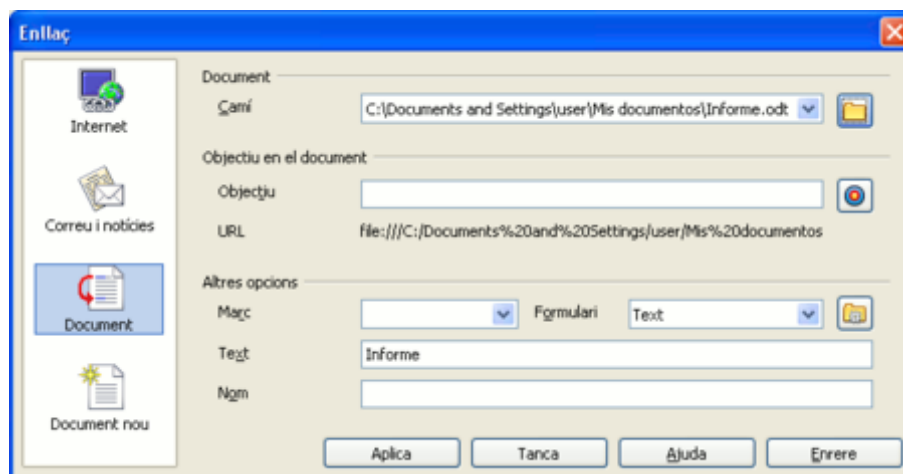 Enllaç
Internet
Correu i notícies
Document
Document nou
Document
Camí
C:\Documents and Settings\user\Mis documentos\Informe.odt
Objectiu en el document
Objectiu
URL
file:///C:/Documents%20and%20Settings/user/Mis%20documentos
Altres opcions
Marc
Formulari
Text
Text
Informe
Nom
Aplica
Tanca
Ajuda
Enrere